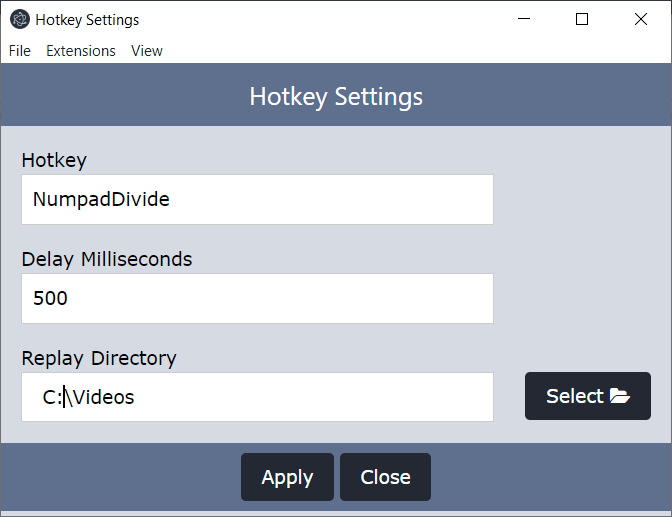 Hotkey Settings
File Extensions View
Hotkey Settings
Hotkey
NumpadDivide
Delay Milliseconds
500
Replay Directory
C:\Videos
Select
Apply Close